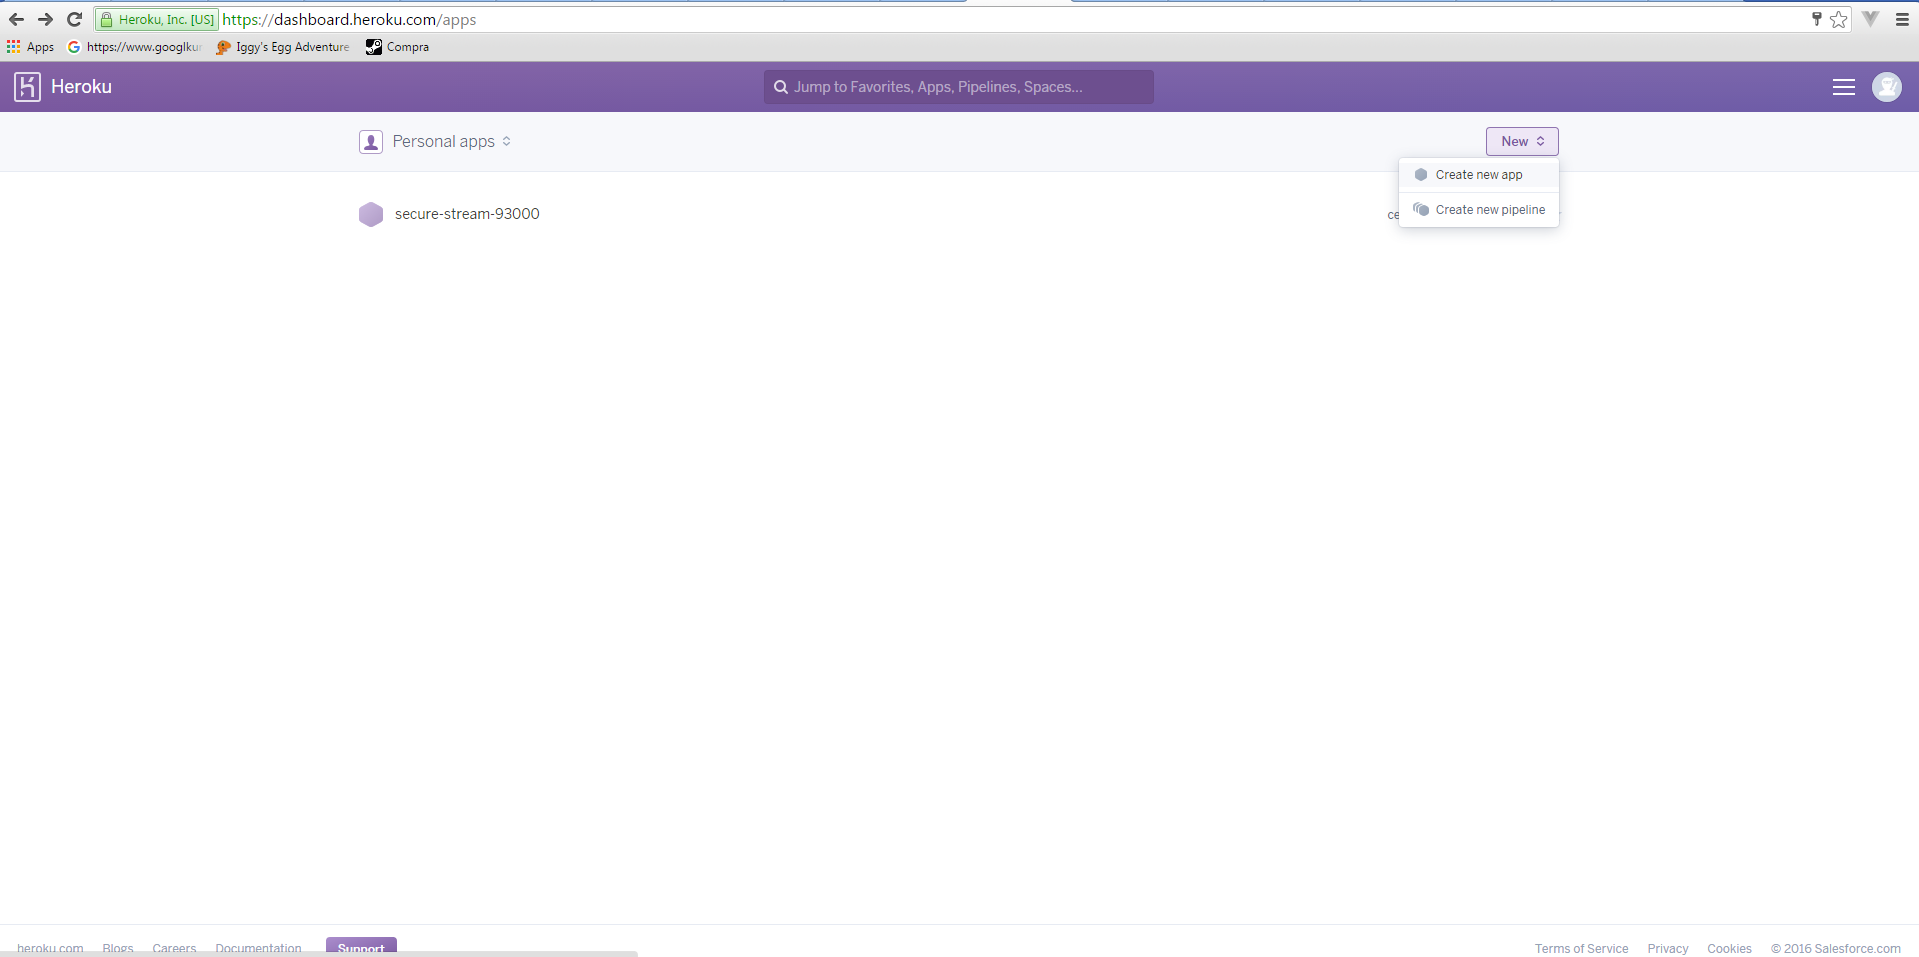 Heroku, Inc. [US] https://dashboard.heroku.com/apps
Apps https://www.googlkur Iggy's Egg Adventure Compra
Heroku Jump to Favorites, Apps, Pipelines, Spaces...
Personal apps New
Create new app
secure-stream-93000 ce
Create new pipeline
heroku.com Blogs Careers Documentation Support Terms of Service Privacy Cookies © 2016 Salesforce.com